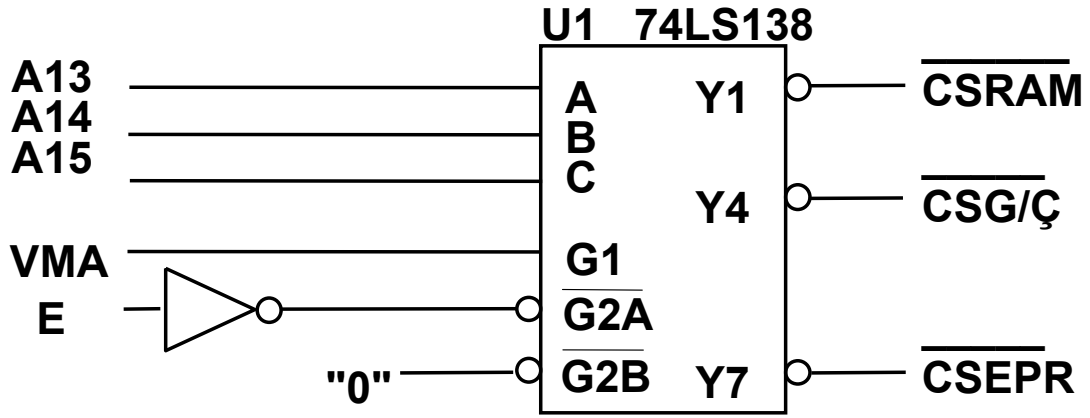 U1 74LS138
A13
A14
A15
VMA
E
"0"
A
B
C
G1
G2A
G2B
Y1
Y4
Y7
CSRAM
CSG/Ç
CSEPR